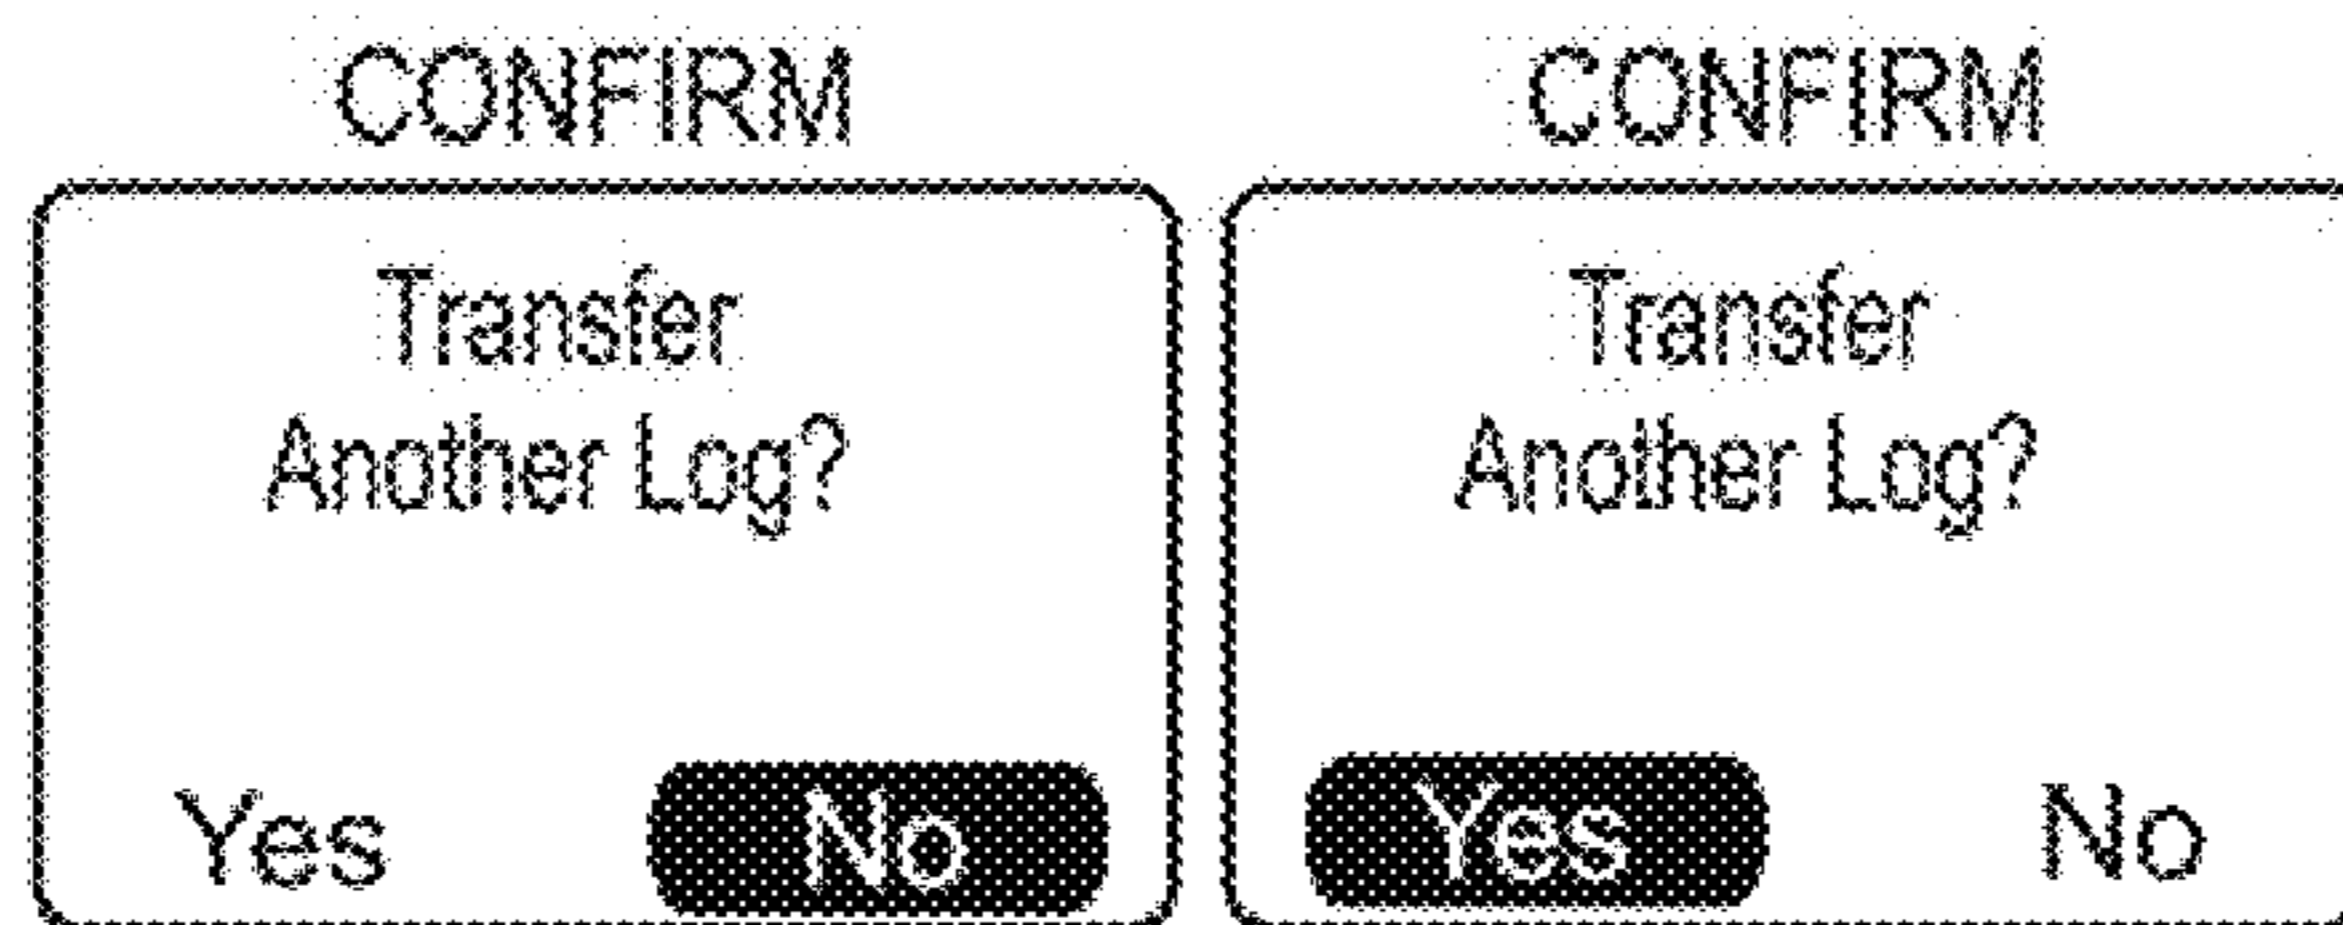 CONFIRM
Transfer
Another Log?
Yes No
CONFIRM
Transfer
Another Log?
Yes No